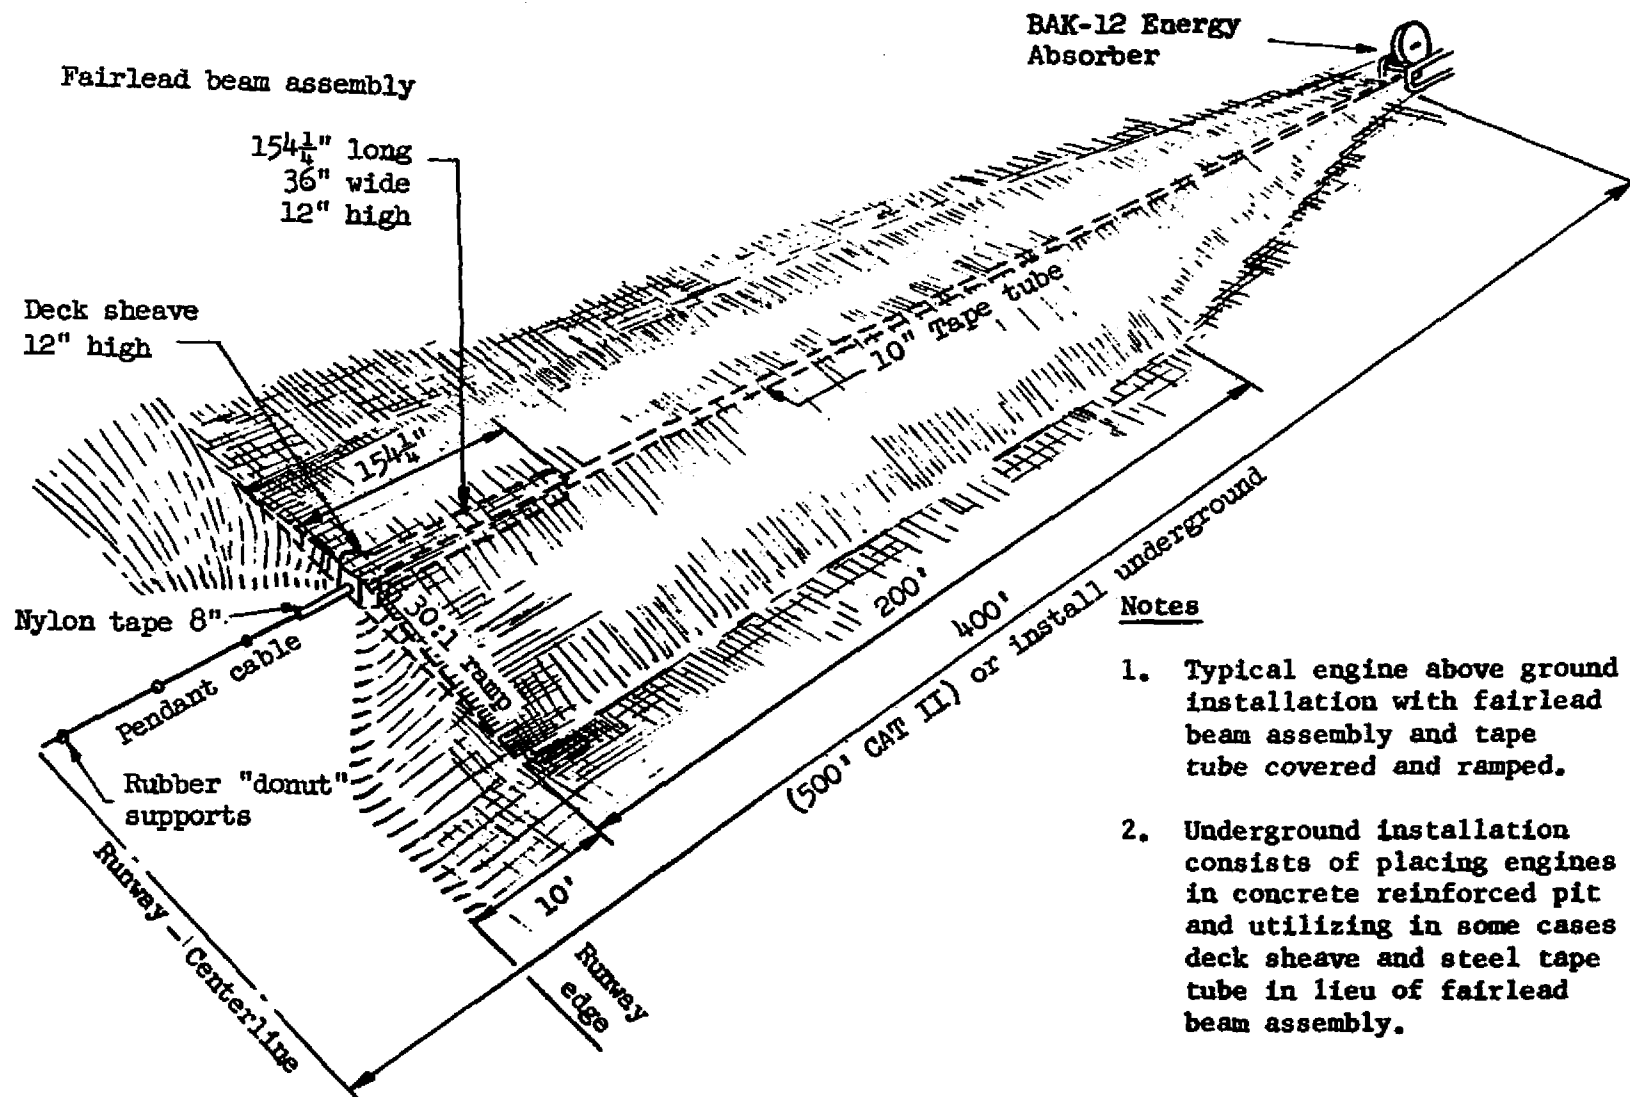 BAK-12 Energy
Absorber
Fairlead beam assembly
154¼" long
36" wide
12" high
Deck sheave
12" high
154¼"
10" Tape tube
30:1 ramp
Nylon tape 8"
Pendant cable
Rubber "donut"
supports
Runway Centerline
10'
Runway
edge
200'
400'
(500' CAT II) or install underground
Notes
1. Typical engine above ground
installation with fairlead
beam assembly and tape
tube covered and ramped.
2. Underground installation
consists of placing engines
in concrete reinforced pit
and utilizing in some cases
deck sheave and steel tape
tube in lieu of fairlead
beam assembly.